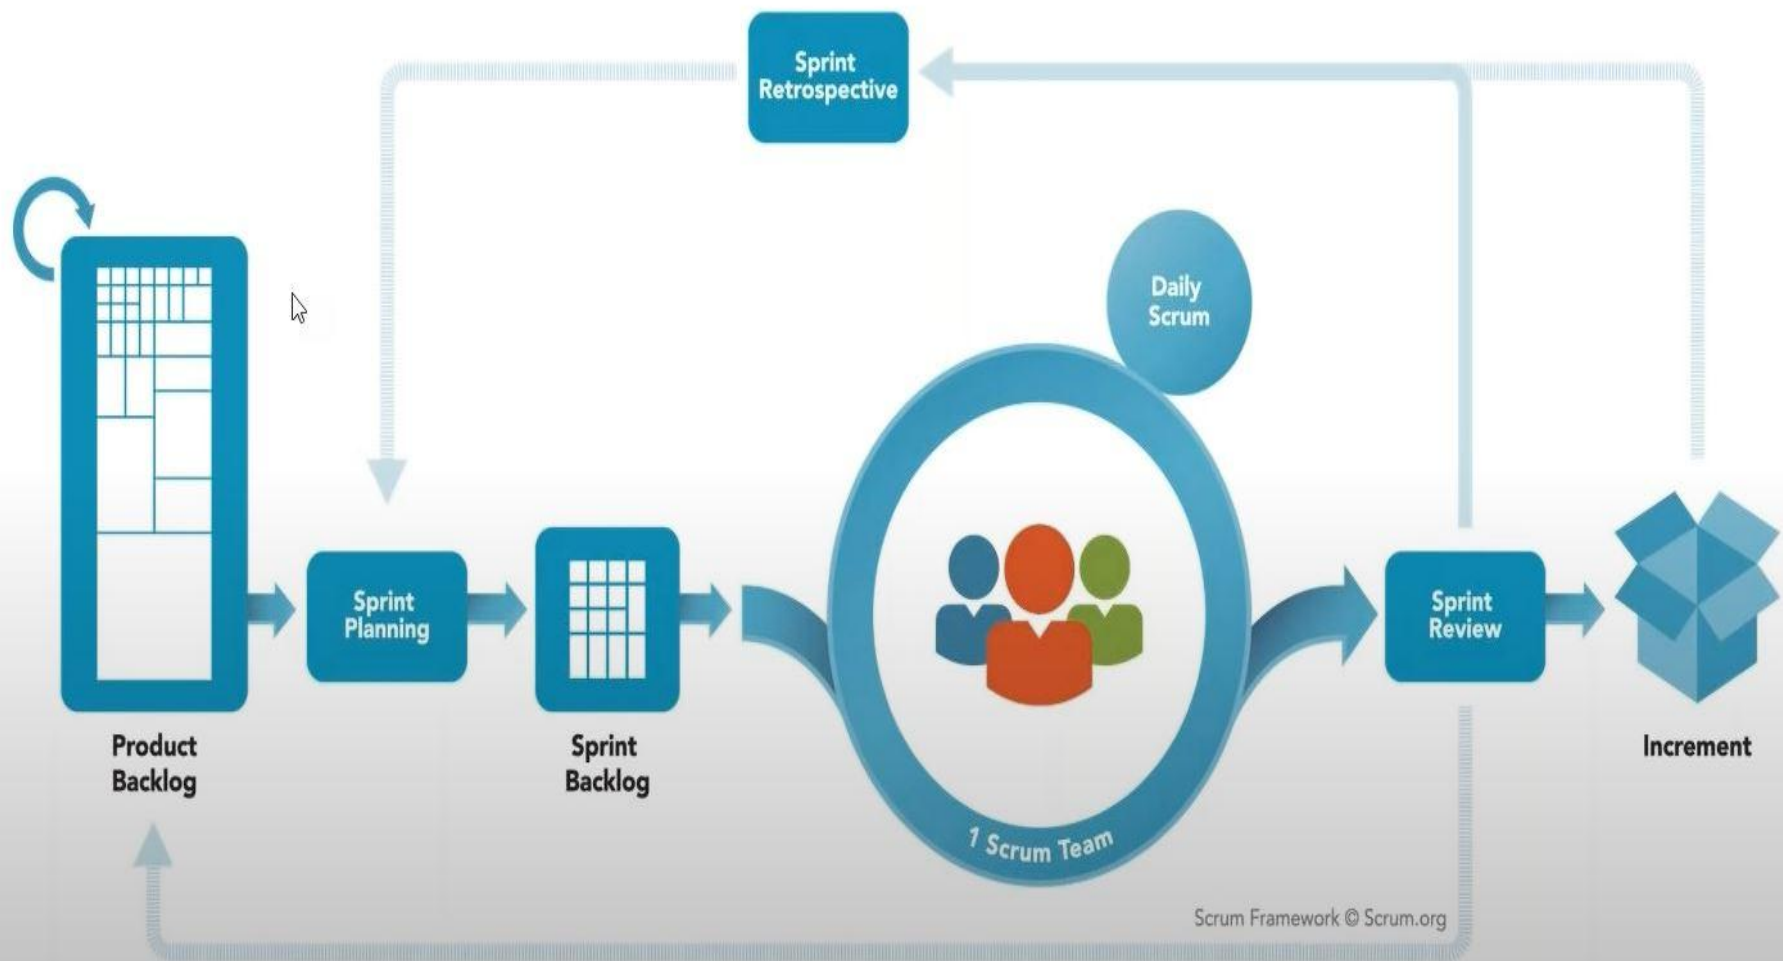 Sprint
Retrospective
Daily
Scrum
Sprint
Planning
Sprint
Review
Product
Backlog
Sprint
Backlog
Increment
1 Scrum Team
Scrum Framework © Scrum.org